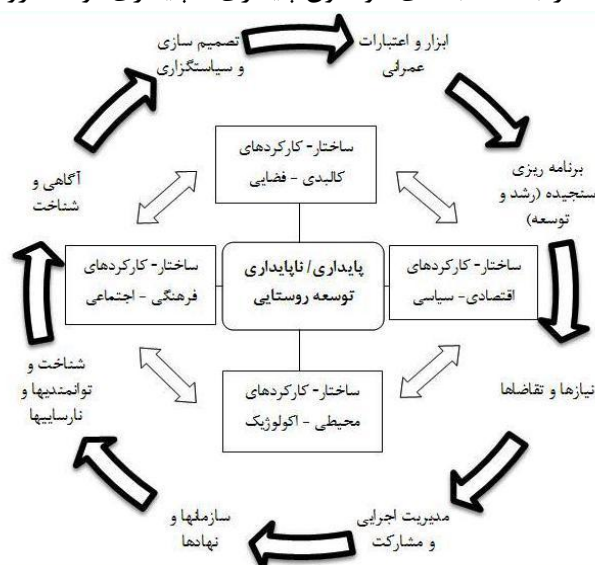 تصمیم سازی
و سیاستگزاری
ابزار و اعتبارات
عمرانی
برنامه ریزی
سنجیده (رشد و
توسعه)
نیازها و تقاضاها
مدیریت اجرایی
و مشارکت
سازمانها و
نهادها
شناخت و
توانمندیها و
نارساییها
آگاهی و
شناخت
ساختار- کارکردهای
کالبدی - فضایی
ساختار- کارکردهای
اقتصادی- سیاسی
پایداری/ ناپایداری
توسعه روستایی
ساختار- کارکردهای
فرهنگی - اجتماعی
ساختار- کارکردهای
محیطی - اکولوژیک